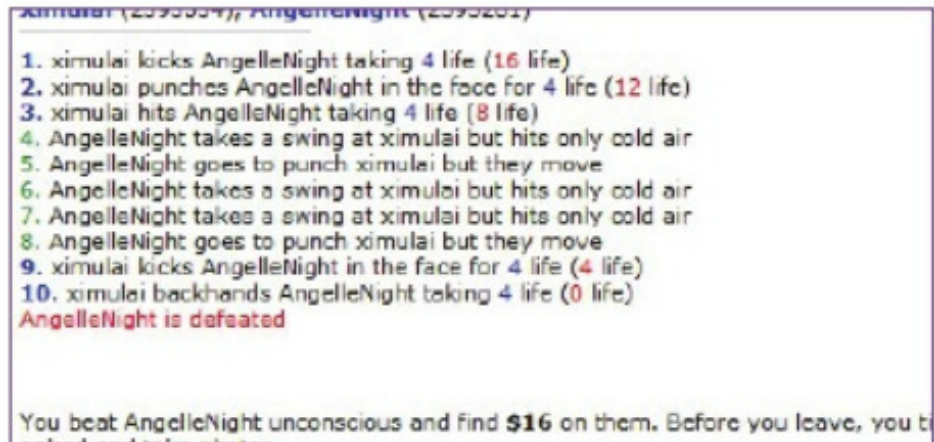 ximulai (2595554), AngelleNight (2595281)
1. ximulai kicks AngelleNight taking 4 life (16 life)
2. ximulai punches AngelleNight in the face for 4 life (12 life)
3. ximulai hits AngelleNight taking 4 life (8 life)
4. AngelleNight takes a swing at ximulai but hits only cold air
5. AngelleNight goes to punch ximulai but they move
6. AngelleNight takes a swing at ximulai but hits only cold air
7. AngelleNight takes a swing at ximulai but hits only cold air
8. AngelleNight goes to punch ximulai but they move
9. ximulai kicks AngelleNight in the face for 4 life (4 life)
10. ximulai backhands AngelleNight taking 4 life (0 life)
AngelleNight is defeated
You beat AngelleNight unconscious and find $16 on them. Before you leave, you